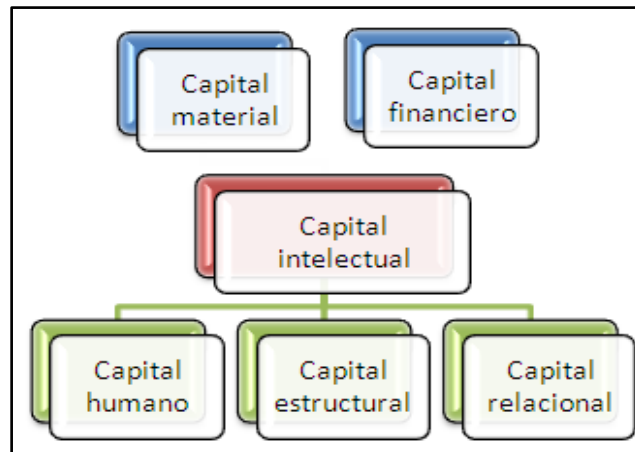 Capital
material
Capital
financiero
Capital
intelectual
Capital
humano
Capital
estructural
Capital
relacional